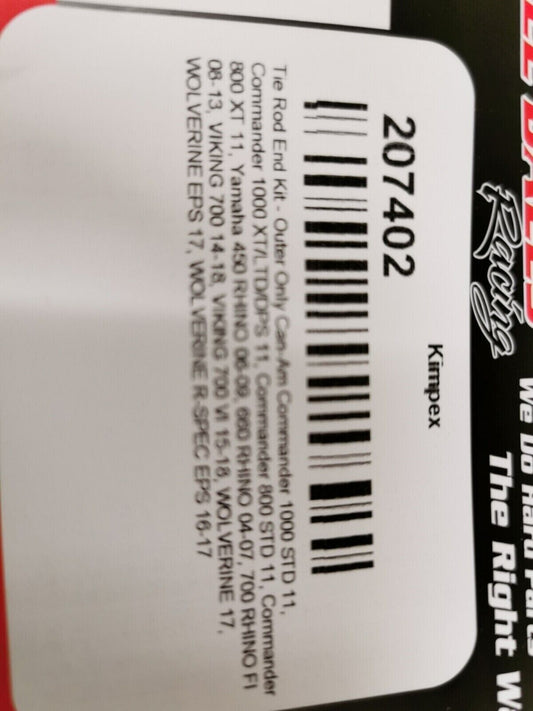 LL BALLS
Racing
We Do Hard Parts
The Right Wa
Kimpex
207402
Tie Rod End Kit - Outer Only Can-Am Commander 1000 STD 11,
Commander 1000 XT/LTD/DPS 11, Commander 800 STD 11, Commander
800 XT 11, Yamaha 450 RHINO 06-09, 660 RHINO 04-07, 700 RHINO FI
08-13, VIKING 700 14-18, VIKING 700 VI 15-18, WOLVERINE 17,
WOLVERINE EPS 17, WOLVERINE R-SPEC EPS 16-17